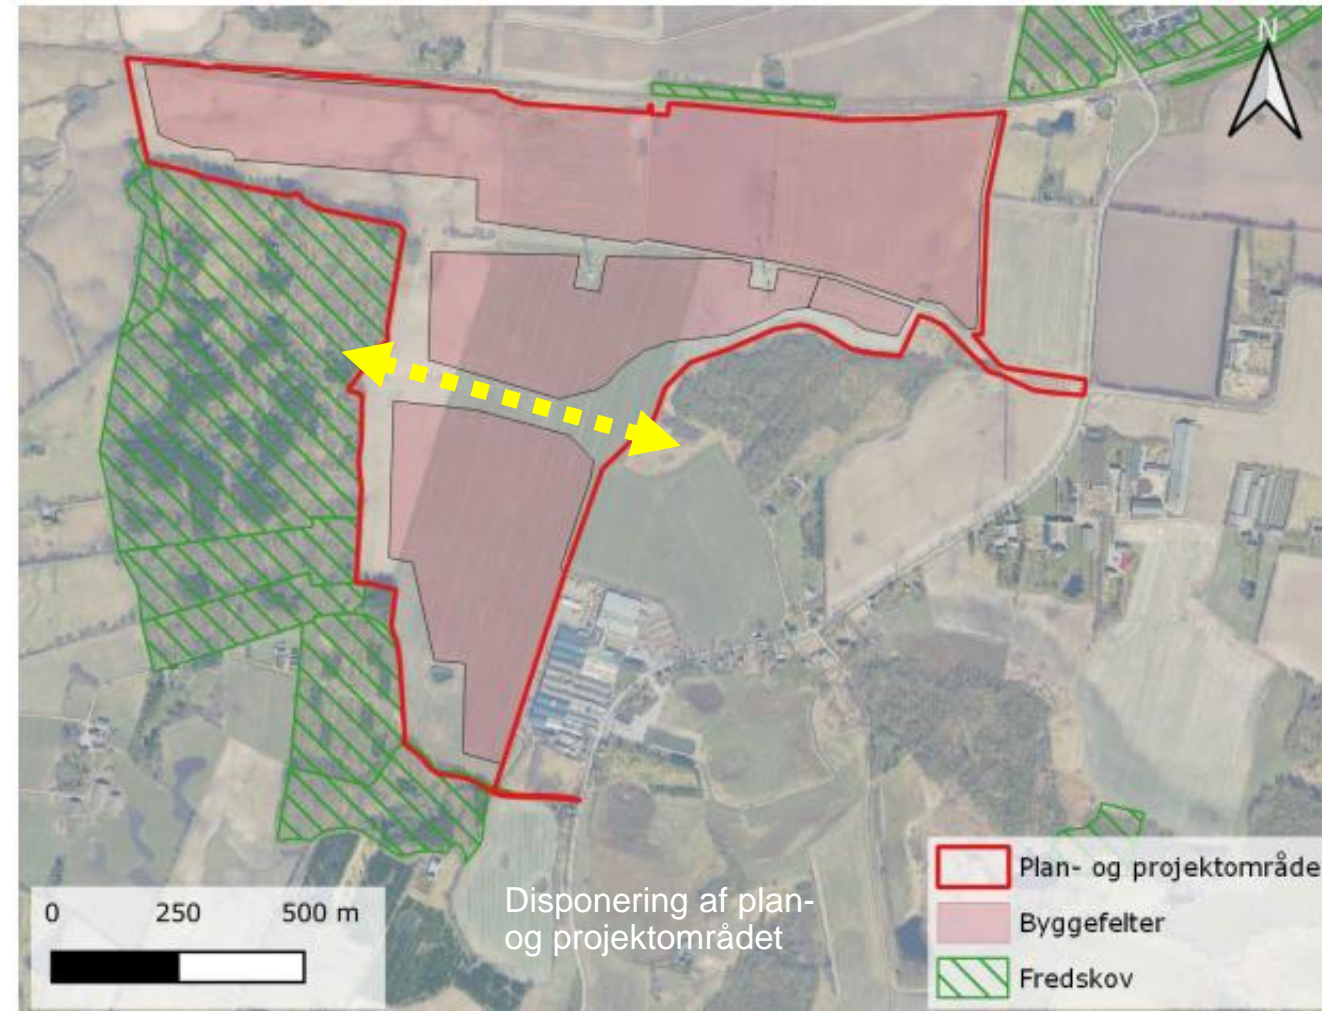 N
Disponering af plan-
og projektområdet
0 250 500 m
Plan- og projektområde
Byggefelter
Fredskov